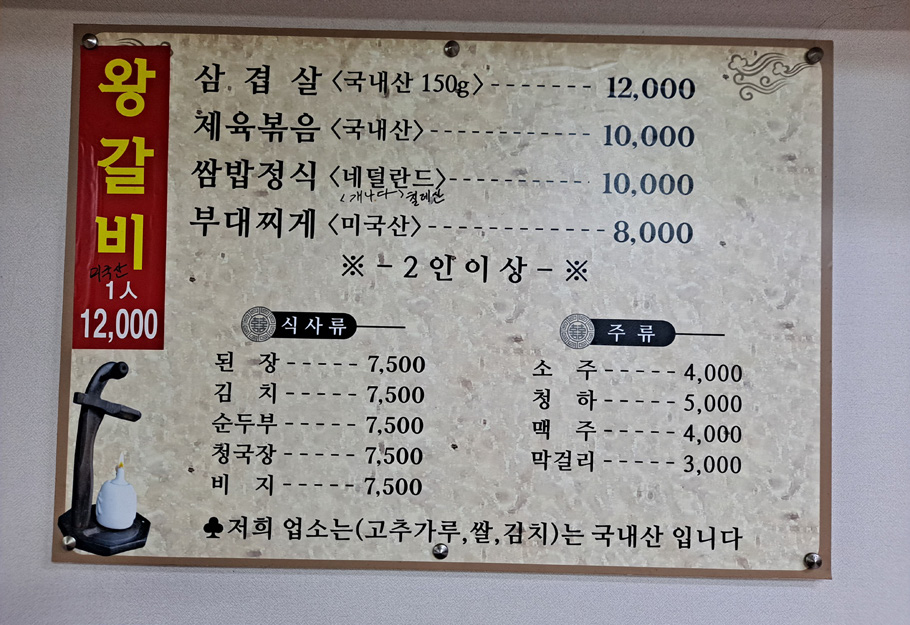 왕갈비
미국산
1人
12,000
삼 겹 살 〈국내산 150g〉------- 12,000
제육볶음 〈국내산〉----------- 10,000
쌈밥정식 〈네덜란드〉---------- 10,000
〈캐나다〉 칠레산
부대찌게 〈미국산〉----------- 8,000
※ - 2 인 이 상 - ※
식사류
된 장 ----- 7,500
김 치 ----- 7,500
순두부 ----- 7,500
청국장 ----- 7,500
비 지 ----- 7,500
주 류
소 주 ----- 4,000
청 하 ----- 5,000
맥 주 ----- 4,000
막걸리 ----- 3,000
♣저희 업소는(고추가루,쌀,김치)는 국내산 입니다